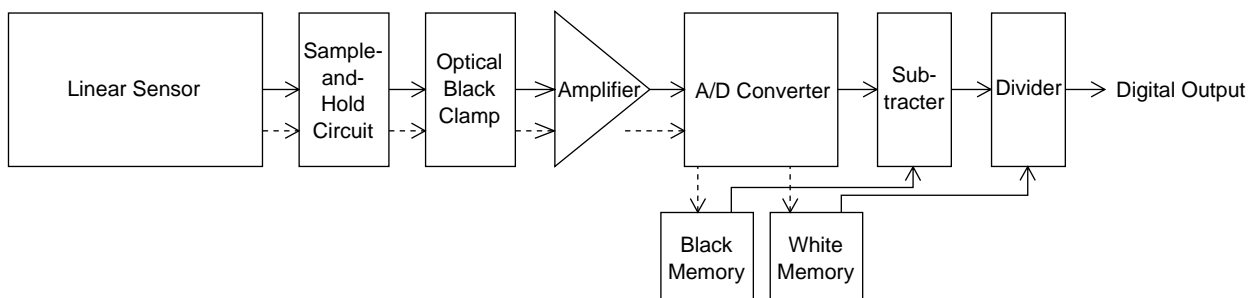 Linear Sensor
Sample-
and-
Hold
Circuit
Optical
Black
Clamp
Amplifier
A/D Converter
Sub-
tracter
Divider
Digital Output
Black
Memory
White
Memory